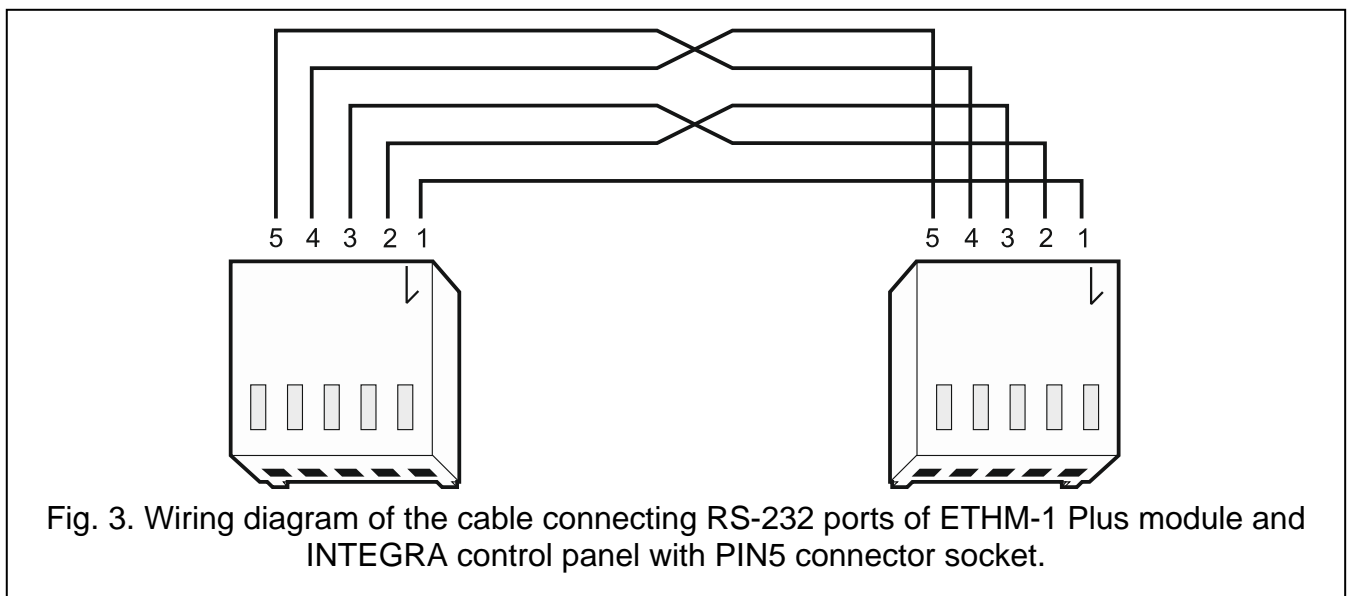 5 4 3 2 1 5 4 3 2 1
Fig. 3. Wiring diagram of the cable connecting RS-232 ports of ETHM-1 Plus module and
INTEGRA control panel with PIN5 connector socket.